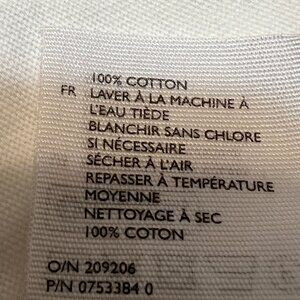 100% COTTON
FR LAVER À LA MACHINE À
L'EAU TIÈDE
BLANCHIR SANS CHLORE
SI NÉCESSAIRE
SÉCHER À L'AIR
REPASSER À TEMPÉRATURE
MOYENNE
NETTOYAGE À SEC
100% COTON
O/N 209206
P/N 0753384 0